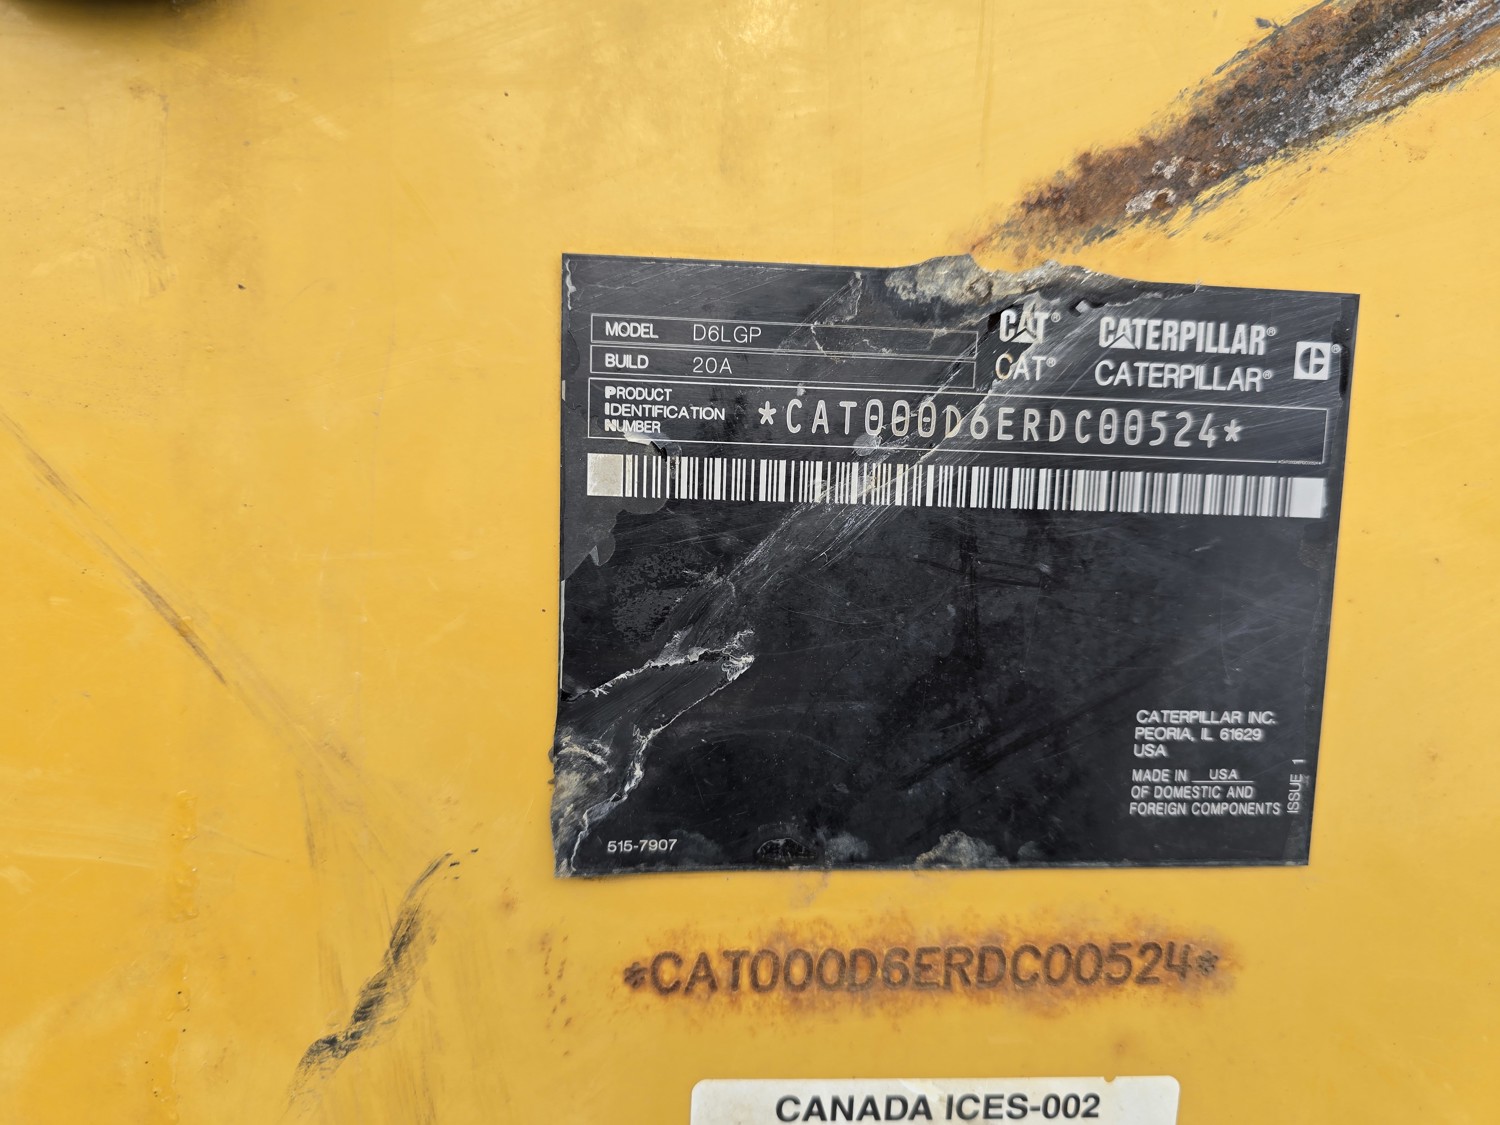 MODEL D6LGP
BUILD 20A
CAT® CATERPILLAR®
CAT® CATERPILLAR®
PRODUCT
IDENTIFICATION
NUMBER
*CAT000D6ERDC00524*
CATERPILLAR INC.
PEORIA, IL 61629
USA
MADE IN USA
OF DOMESTIC AND
FOREIGN COMPONENTS
ISSUE 1
515-7907
*CAT000D6ERDC00524*
CANADA ICES-002